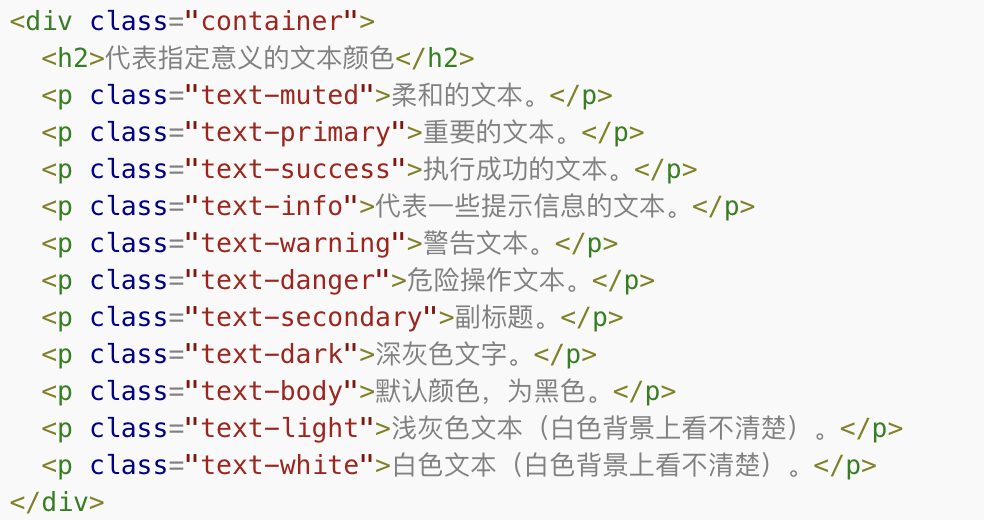 <div class="container">
  <h2>代表指定意义的文本颜色</h2>
  <p class="text-muted">柔和的文本。</p>
  <p class="text-primary">重要的文本。</p>
  <p class="text-success">执行成功的文本。</p>
  <p class="text-info">代表一些提示信息的文本。</p>
  <p class="text-warning">警告文本。</p>
  <p class="text-danger">危险操作文本。</p>
  <p class="text-secondary">副标题。</p>
  <p class="text-dark">深灰色文字。</p>
  <p class="text-body">默认颜色，为黑色。</p>
  <p class="text-light">浅灰色文本（白色背景上看不清楚）。</p>
  <p class="text-white">白色文本（白色背景上看不清楚）。</p>
</div>